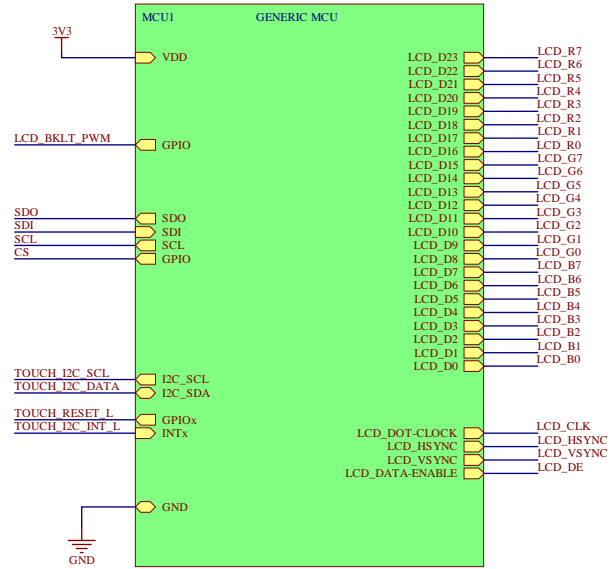 MCU1 GENERIC MCU
3V3
VDD
LCD_BKLT_PWM GPIO
SDO SDO
SDI SDI
SCL SCL
CS GPIO
TOUCH_I2C_SCL I2C_SCL
TOUCH_I2C_DATA I2C_SDA
TOUCH_RESET_L GPIOx
TOUCH_I2C_INT_L INTx
GND
GND
LCD_D23 LCD_R7
LCD_D22 LCD_R6
LCD_D21 LCD_R5
LCD_D20 LCD_R4
LCD_D19 LCD_R3
LCD_D18 LCD_R2
LCD_D17 LCD_R1
LCD_D16 LCD_R0
LCD_D15 LCD_G7
LCD_D14 LCD_G6
LCD_D13 LCD_G5
LCD_D12 LCD_G4
LCD_D11 LCD_G3
LCD_D10 LCD_G2
LCD_D9 LCD_G1
LCD_D8 LCD_G0
LCD_D7 LCD_B7
LCD_D6 LCD_B6
LCD_D5 LCD_B5
LCD_D4 LCD_B4
LCD_D3 LCD_B3
LCD_D2 LCD_B2
LCD_D1 LCD_B1
LCD_D0 LCD_B0
LCD_DOT-CLOCK LCD_CLK
LCD_HSYNC LCD_HSYNC
LCD_VSYNC LCD_VSYNC
LCD_DATA-ENABLE LCD_DE